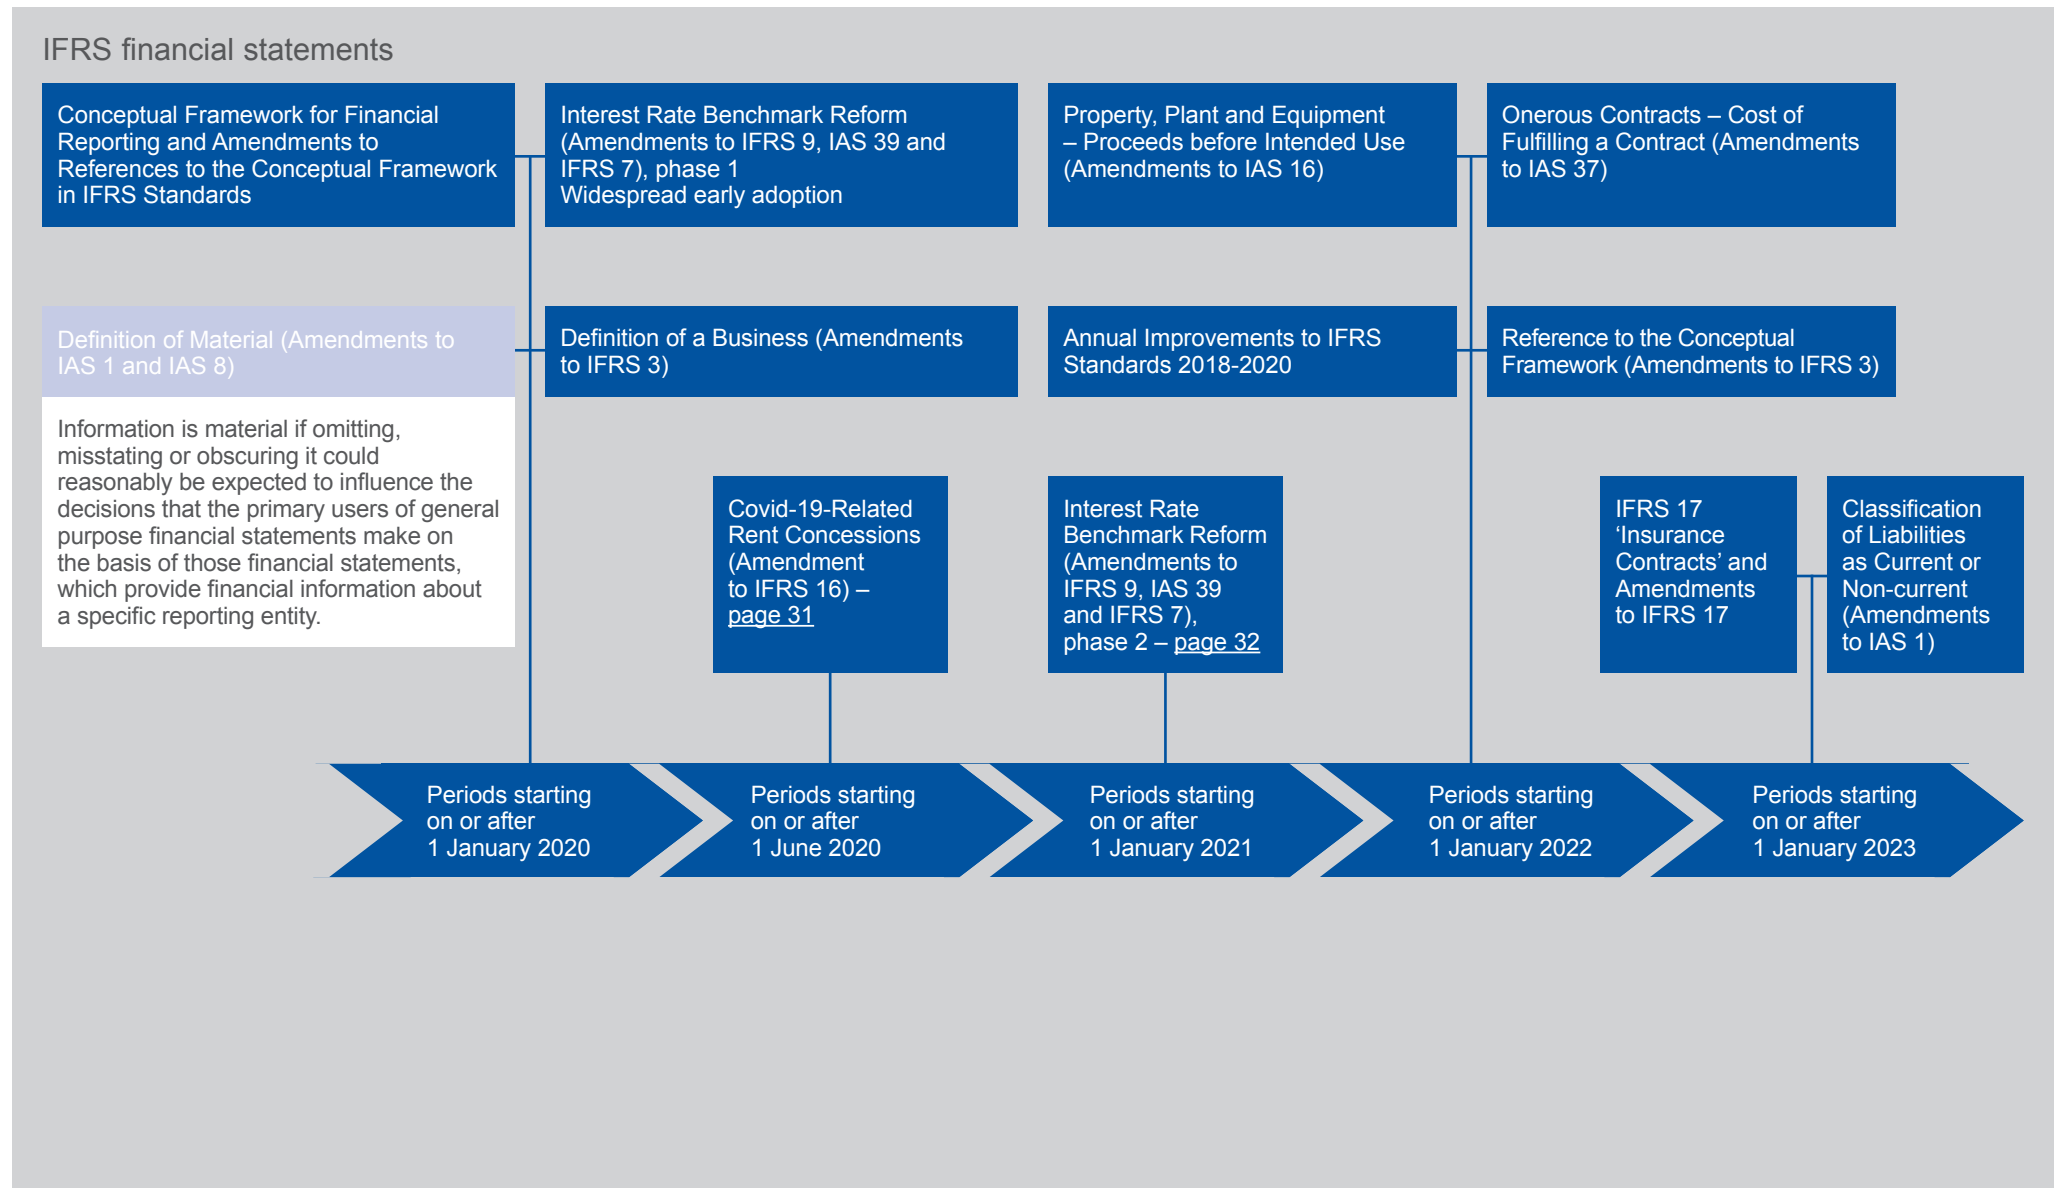 IFRS financial statements
Conceptual Framework for Financial
Reporting and Amendments to
References to the Conceptual Framework
in IFRS Standards
Interest Rate Benchmark Reform
(Amendments to IFRS 9, IAS 39 and
IFRS 7), phase 1
Widespread early adoption
Property, Plant and Equipment
– Proceeds before Intended Use
(Amendments to IAS 16)
Onerous Contracts – Cost of
Fulfilling a Contract (Amendments
to IAS 37)
Definition of Material (Amendments to
IAS 1 and IAS 8)
Information is material if omitting,
misstating or obscuring it could
reasonably be expected to influence the
decisions that the primary users of general
purpose financial statements make on
the basis of those financial statements,
which provide financial information about
a specific reporting entity.
Definition of a Business (Amendments
to IFRS 3)
Annual Improvements to IFRS
Standards 2018-2020
Reference to the Conceptual
Framework (Amendments to IFRS 3)
Covid-19-Related
Rent Concessions
(Amendment
to IFRS 16) –
page 31
Interest Rate
Benchmark Reform
(Amendments to
IFRS 9, IAS 39
and IFRS 7),
phase 2 – page 32
IFRS 17
‘Insurance
Contracts’ and
Amendments
to IFRS 17
Classification
of Liabilities
as Current or
Non-current
(Amendments
to IAS 1)
Periods starting
on or after
1 January 2020
Periods starting
on or after
1 June 2020
Periods starting
on or after
1 January 2021
Periods starting
on or after
1 January 2022
Periods starting
on or after
1 January 2023